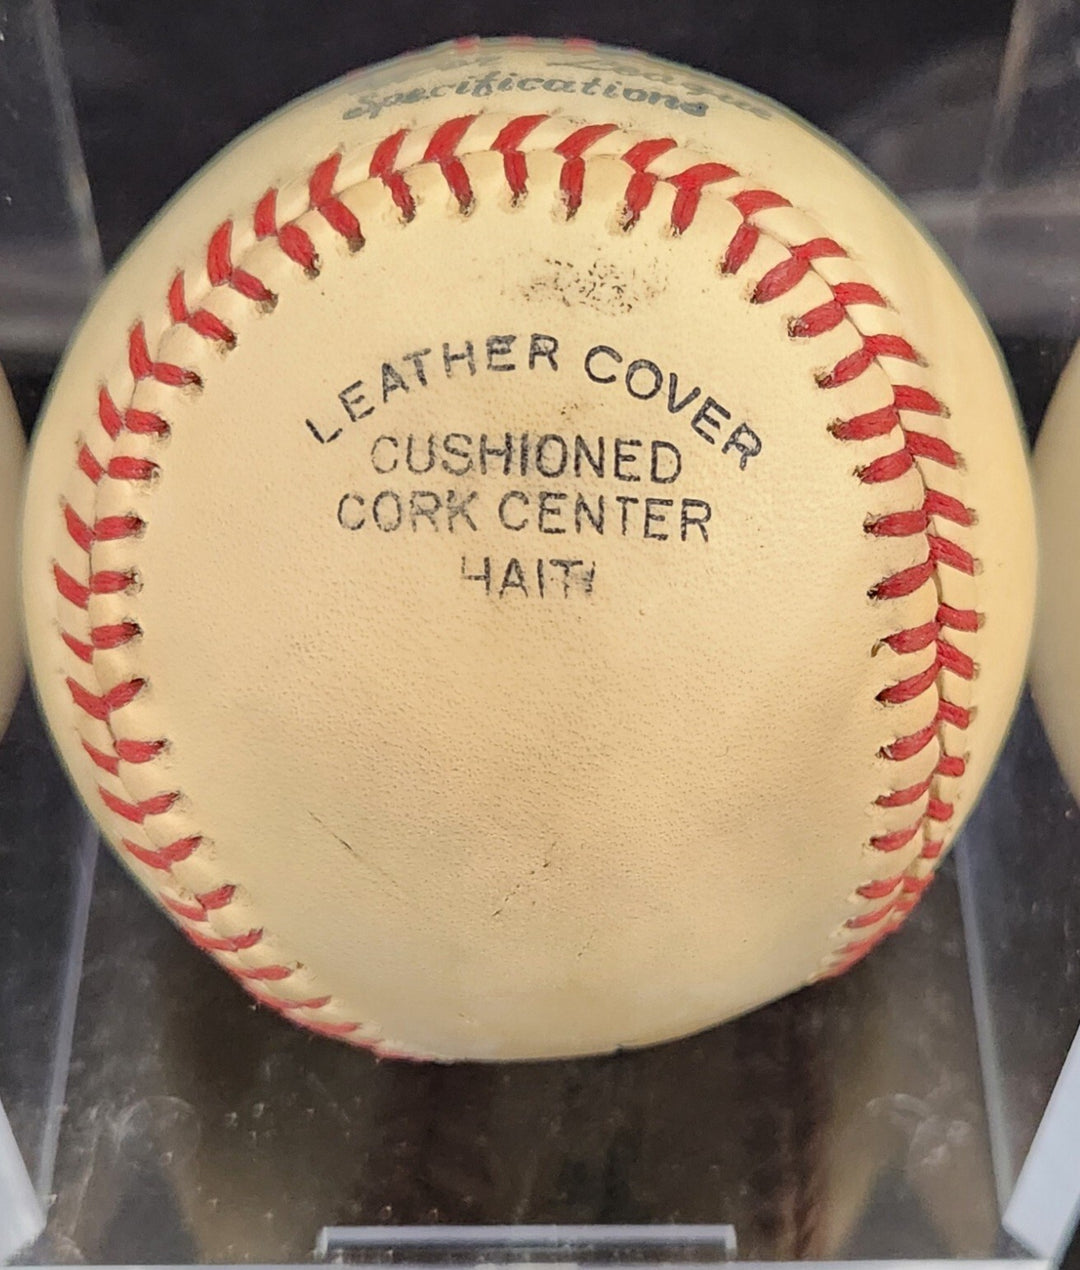 Specifications
LEATHER COVER
CUSHIONED
CORK CENTER
HAITI